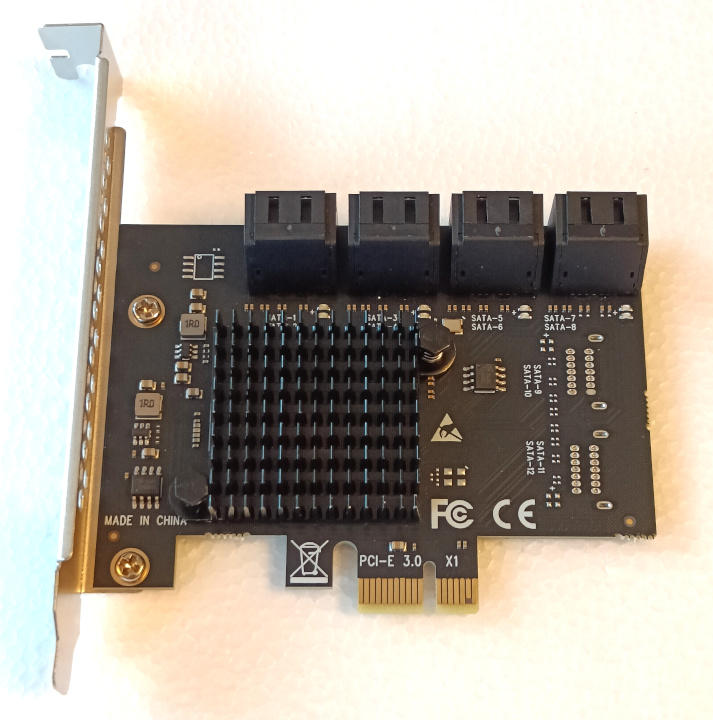 SATA-5
SATA-6
SATA-7
SATA-8
1R0
SATA-9
SATA-10
1R0
SATA-11
SATA-12
MADE IN CHINA
FC CE
PCI-E 3.0 X1